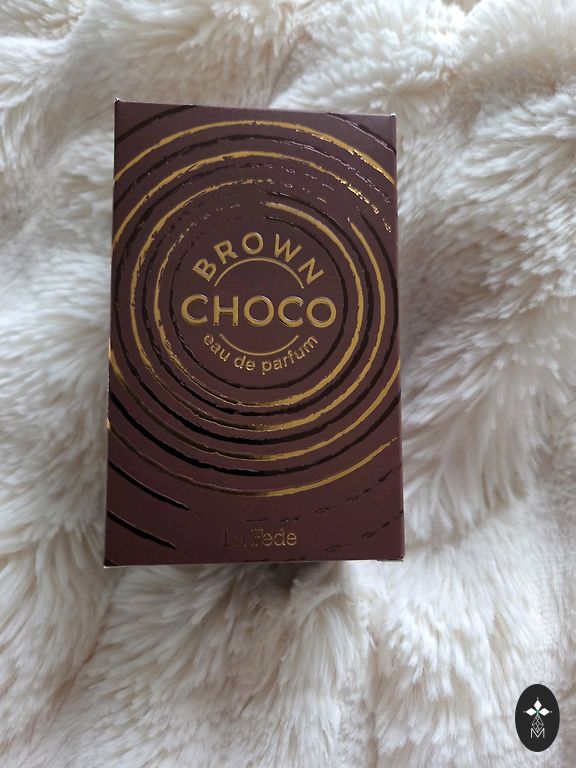 BROWN
CHOCO
eau de parfum
La Fede
M